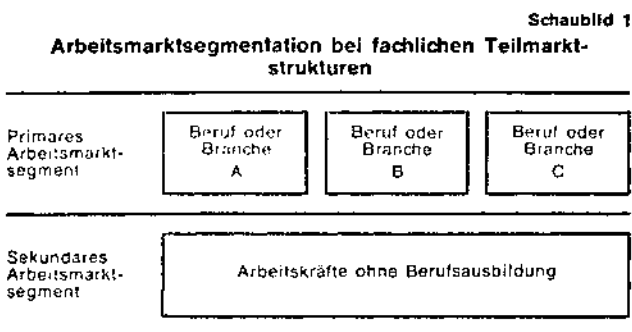 Schaubild 1
Arbeitsmarktsegmentation bei fachlichen Teilmarkt-
strukturen
Primares
Arbeitsmarkt-
segment
Beruf oder
Branche
A
Beruf oder
Branche
B
Beruf oder
Branche
C
Sekundares
Arbeitsmarkt-
segment
Arbeitskräfte ohne Berufsausbildung